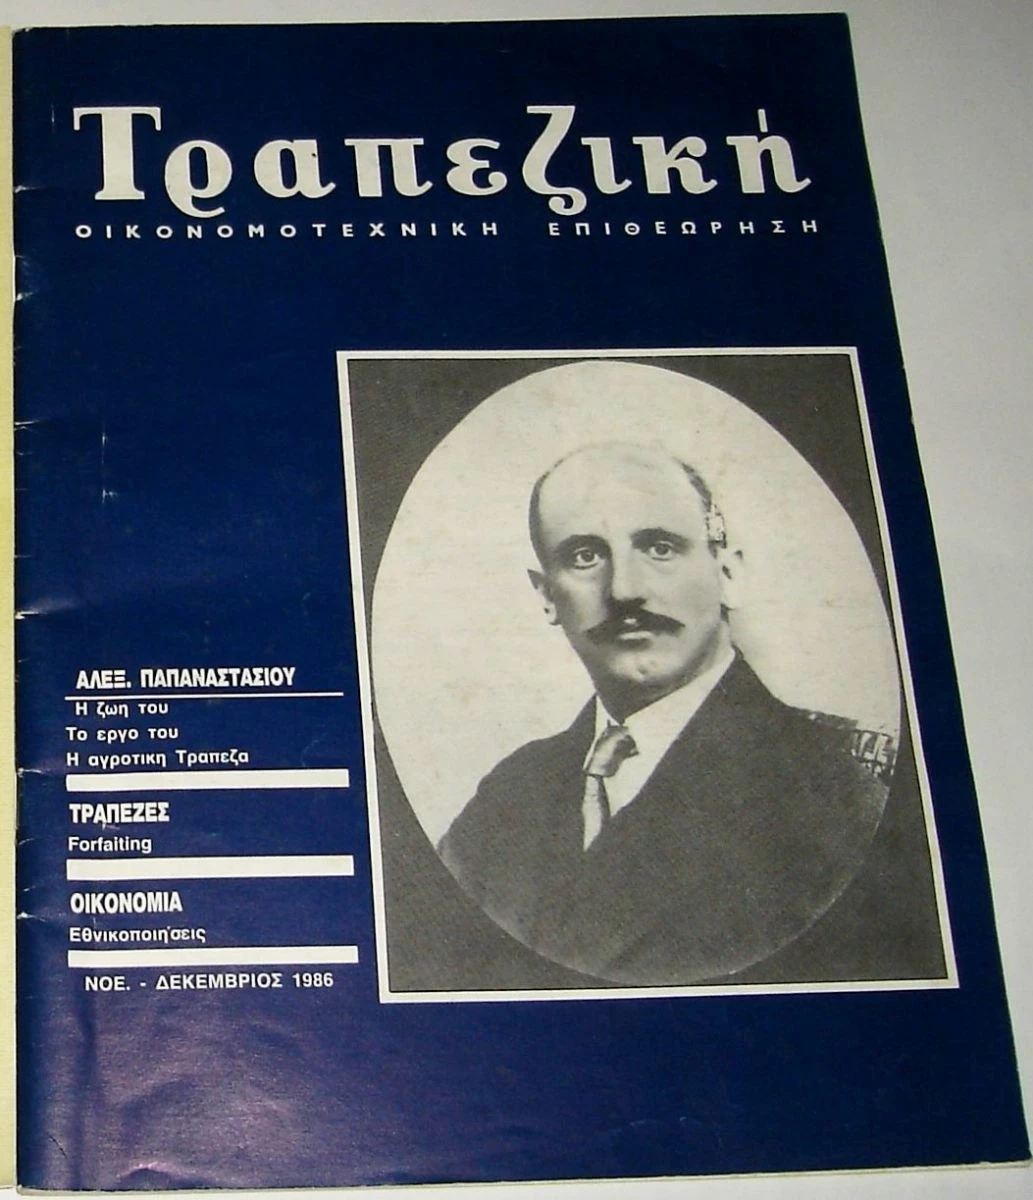 Τραπεζική
ΟΙΚΟΝΟΜΟΤΕΧΝΙΚΗ ΕΠΙΘΕΩΡΗΣΗ
ΑΛΕΞ. ΠΑΠΑΝΑΣΤΑΣΙΟΥ
Η ζωη του
Το εργο του
Η αγροτικη Τραπεζα
ΤΡΑΠΕΖΕΣ
Forfaiting
ΟΙΚΟΝΟΜΙΑ
Εθνικοποιήσεις
ΝΟΕ. - ΔΕΚΕΜΒΡΙΟΣ 1986